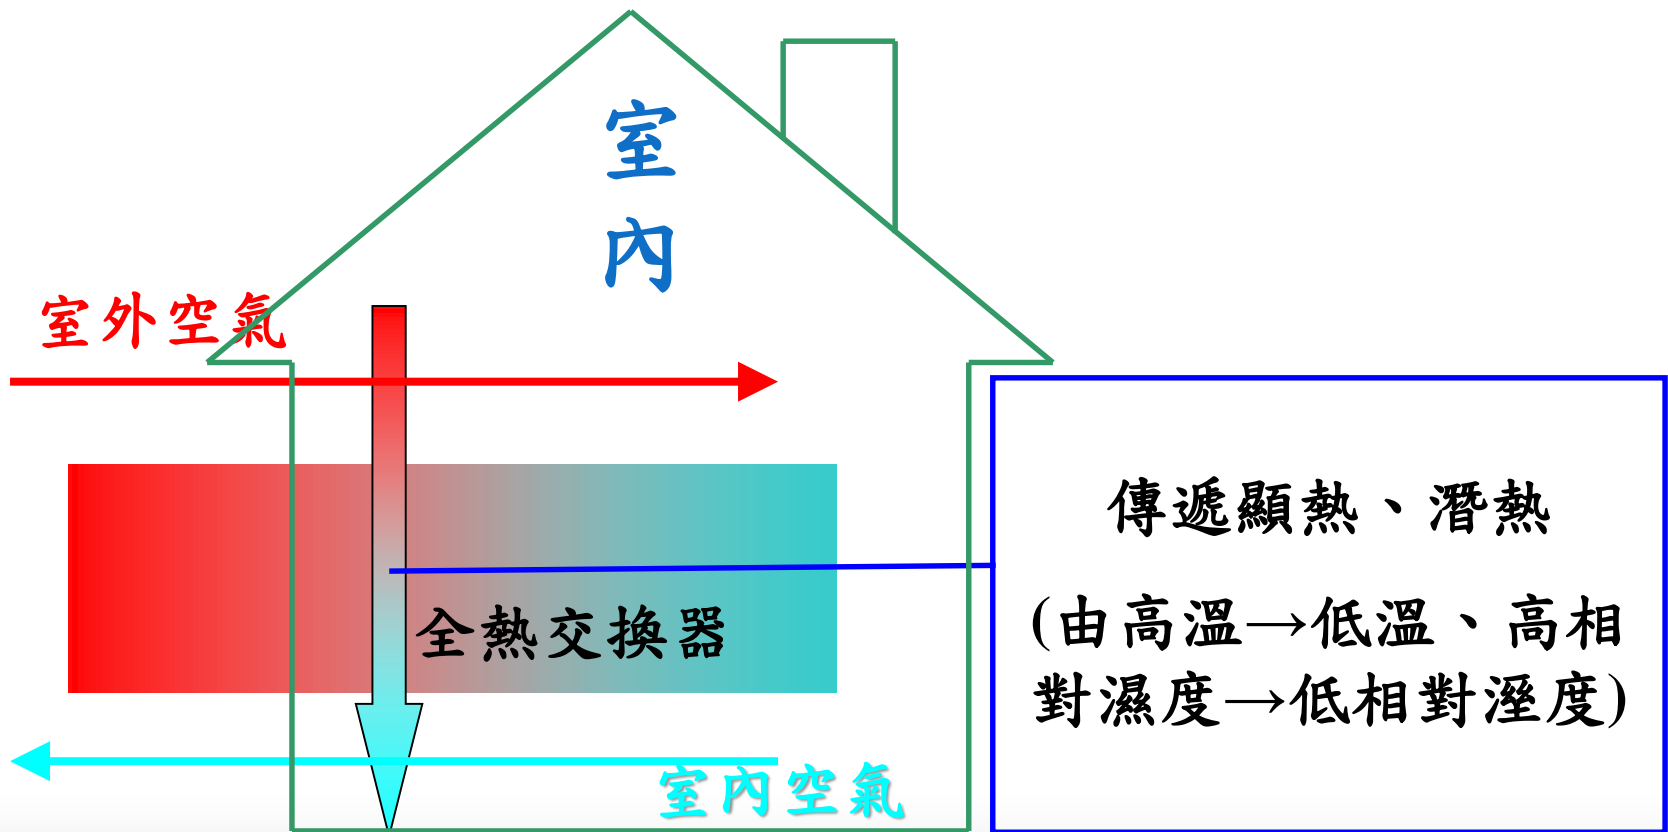 室
內
室外空氣
全熱交換器
室內空氣
傳遞顯熱、潛熱
(由高溫→低溫、高相
對濕度→低相對溼度)